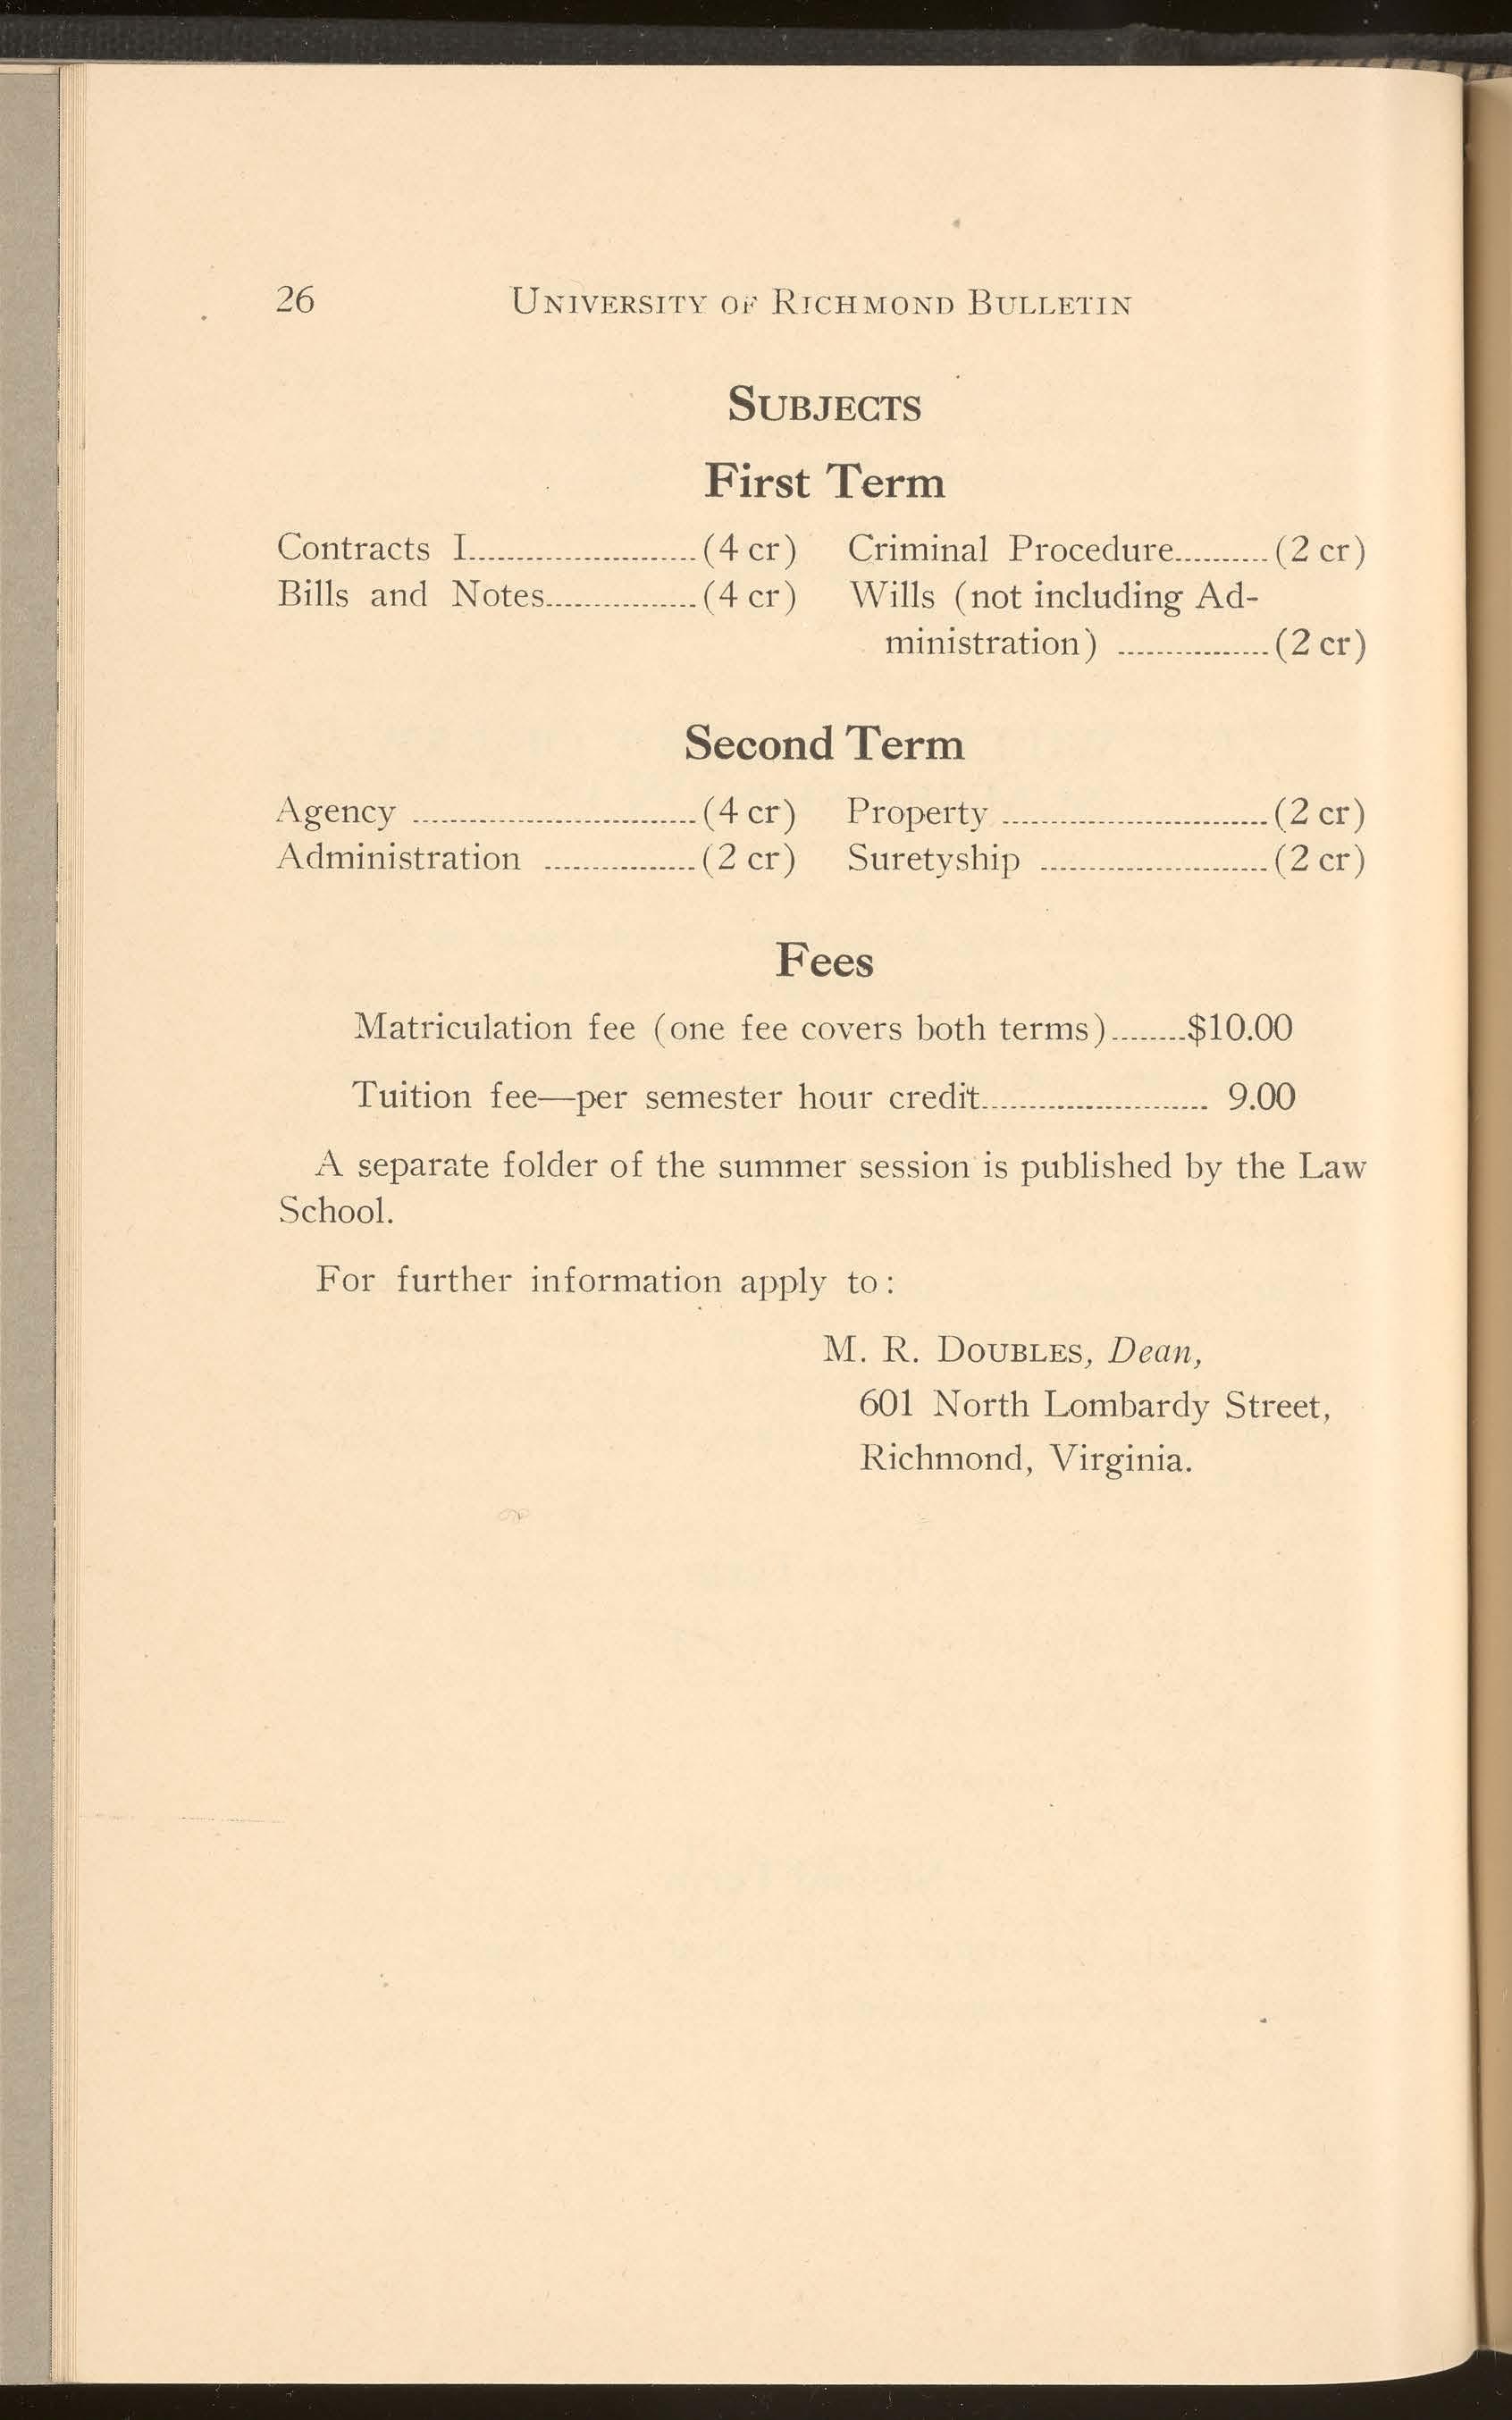 26 UNIVERSITY OF RICHMOND BULLETIN
SUBJECTS
First Term
Contracts I........................(4 cr) Criminal Procedure..........(2 cr)
Bills and Notes................(4 cr) Wills (not including Ad-
ministration) ................(2 cr)
Second Term
Agency ..............................(4 cr) Property ............................(2 cr)
Administration ................(2 cr) Suretyship ........................(2 cr)
Fees
Matriculation fee (one fee covers both terms)........$10.00
Tuition fee—per semester hour credit........................ 9.00
A separate folder of the summer session is published by the Law
School.
For further information apply to:
M. R. DOUBLES, Dean,
601 North Lombardy Street,
Richmond, Virginia.